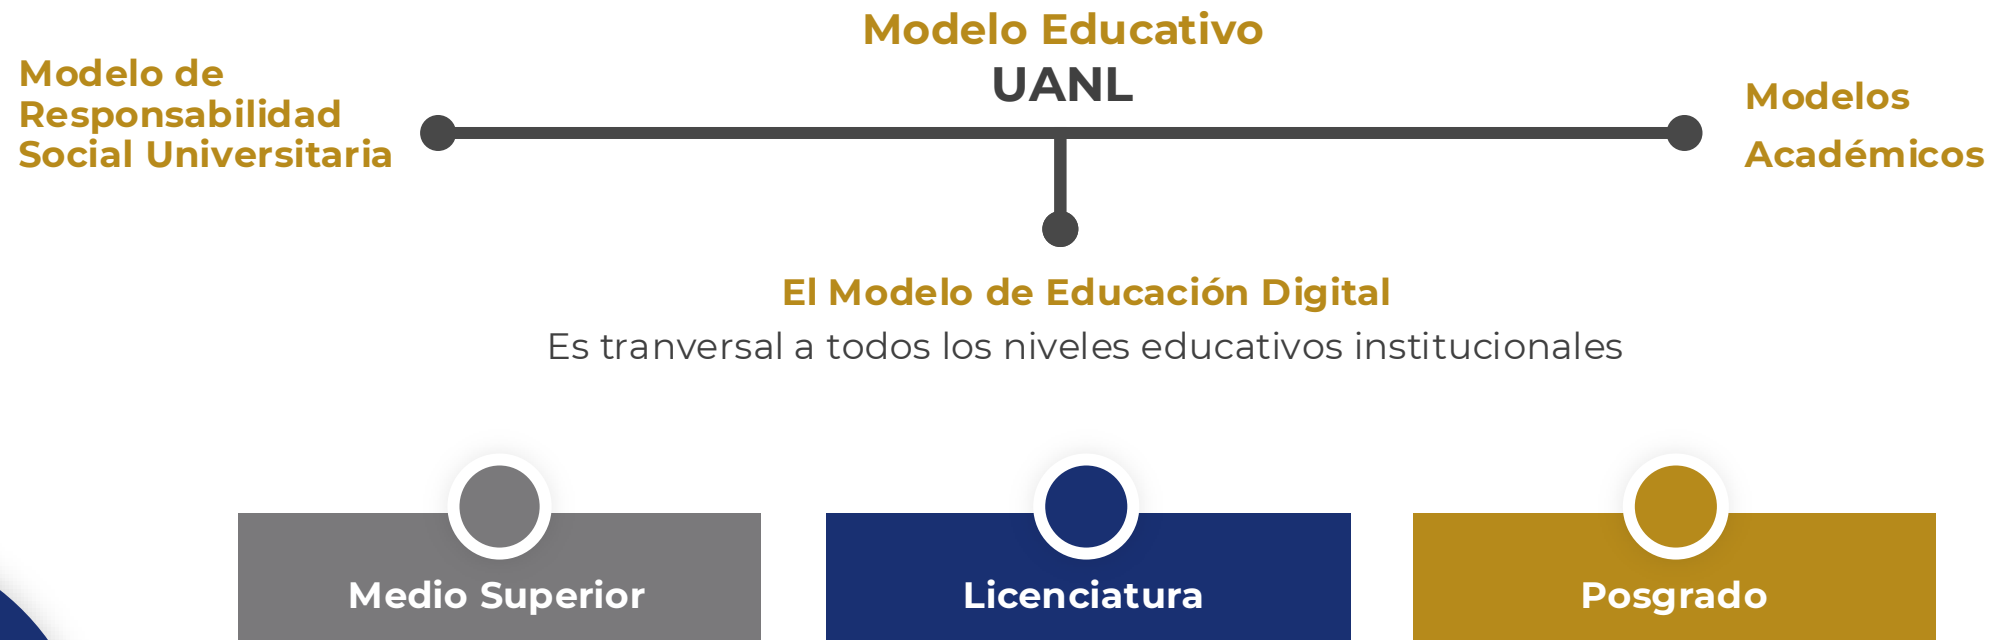 Modelo Educativo
UANL
Modelo de
Responsabilidad
Social Universitaria
Modelos
Académicos
El Modelo de Educación Digital
Es tranversal a todos los niveles educativos institucionales
Medio Superior
Licenciatura
Posgrado